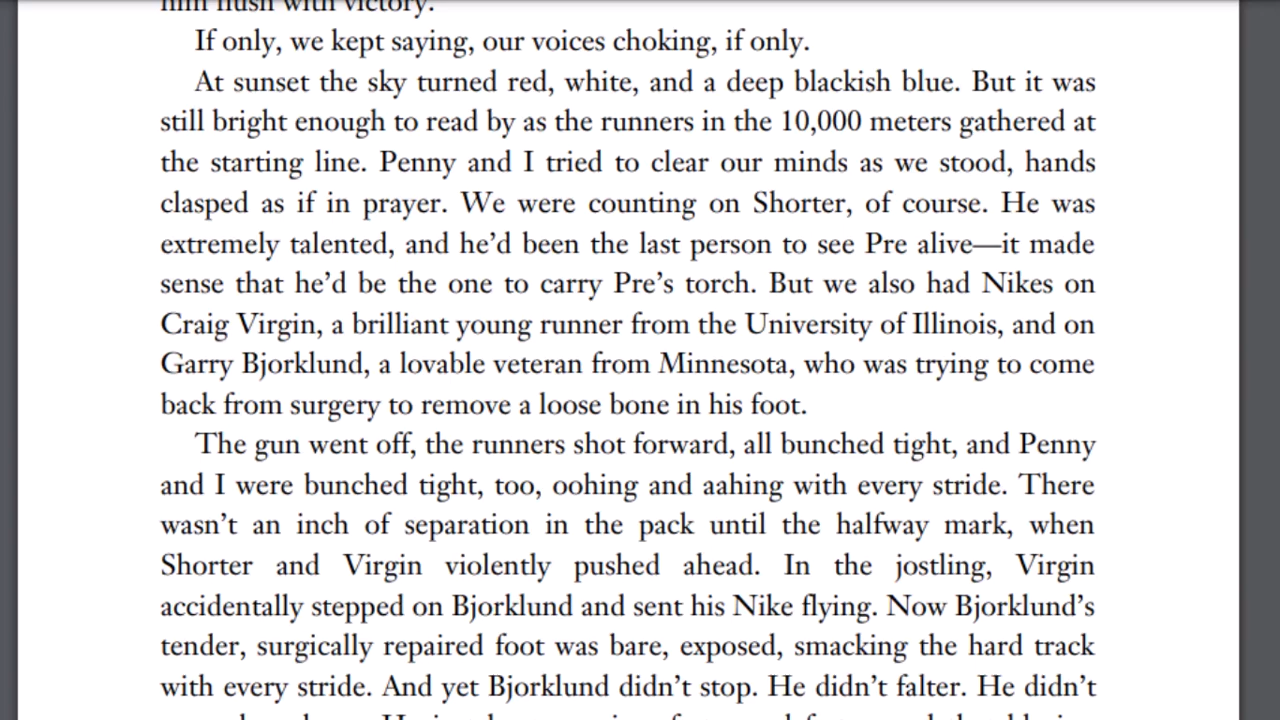 him flush with victory.
If only, we kept saying, our voices choking, if only.
At sunset the sky turned red, white, and a deep blackish blue. But it was
still bright enough to read by as the runners in the 10,000 meters gathered at
the starting line. Penny and I tried to clear our minds as we stood, hands
clasped as if in prayer. We were counting on Shorter, of course. He was
extremely talented, and he’d been the last person to see Pre alive—it made
sense that he’d be the one to carry Pre’s torch. But we also had Nikes on
Craig Virgin, a brilliant young runner from the University of Illinois, and on
Garry Bjorklund, a lovable veteran from Minnesota, who was trying to come
back from surgery to remove a loose bone in his foot.
The gun went off, the runners shot forward, all bunched tight, and Penny
and I were bunched tight, too, oohing and aahing with every stride. There
wasn’t an inch of separation in the pack until the halfway mark, when
Shorter and Virgin violently pushed ahead. In the jostling, Virgin
accidentally stepped on Bjorklund and sent his Nike flying. Now Bjorklund’s
tender, surgically repaired foot was bare, exposed, smacking the hard track
with every stride. And yet Bjorklund didn’t stop. He didn’t falter. He didn’t